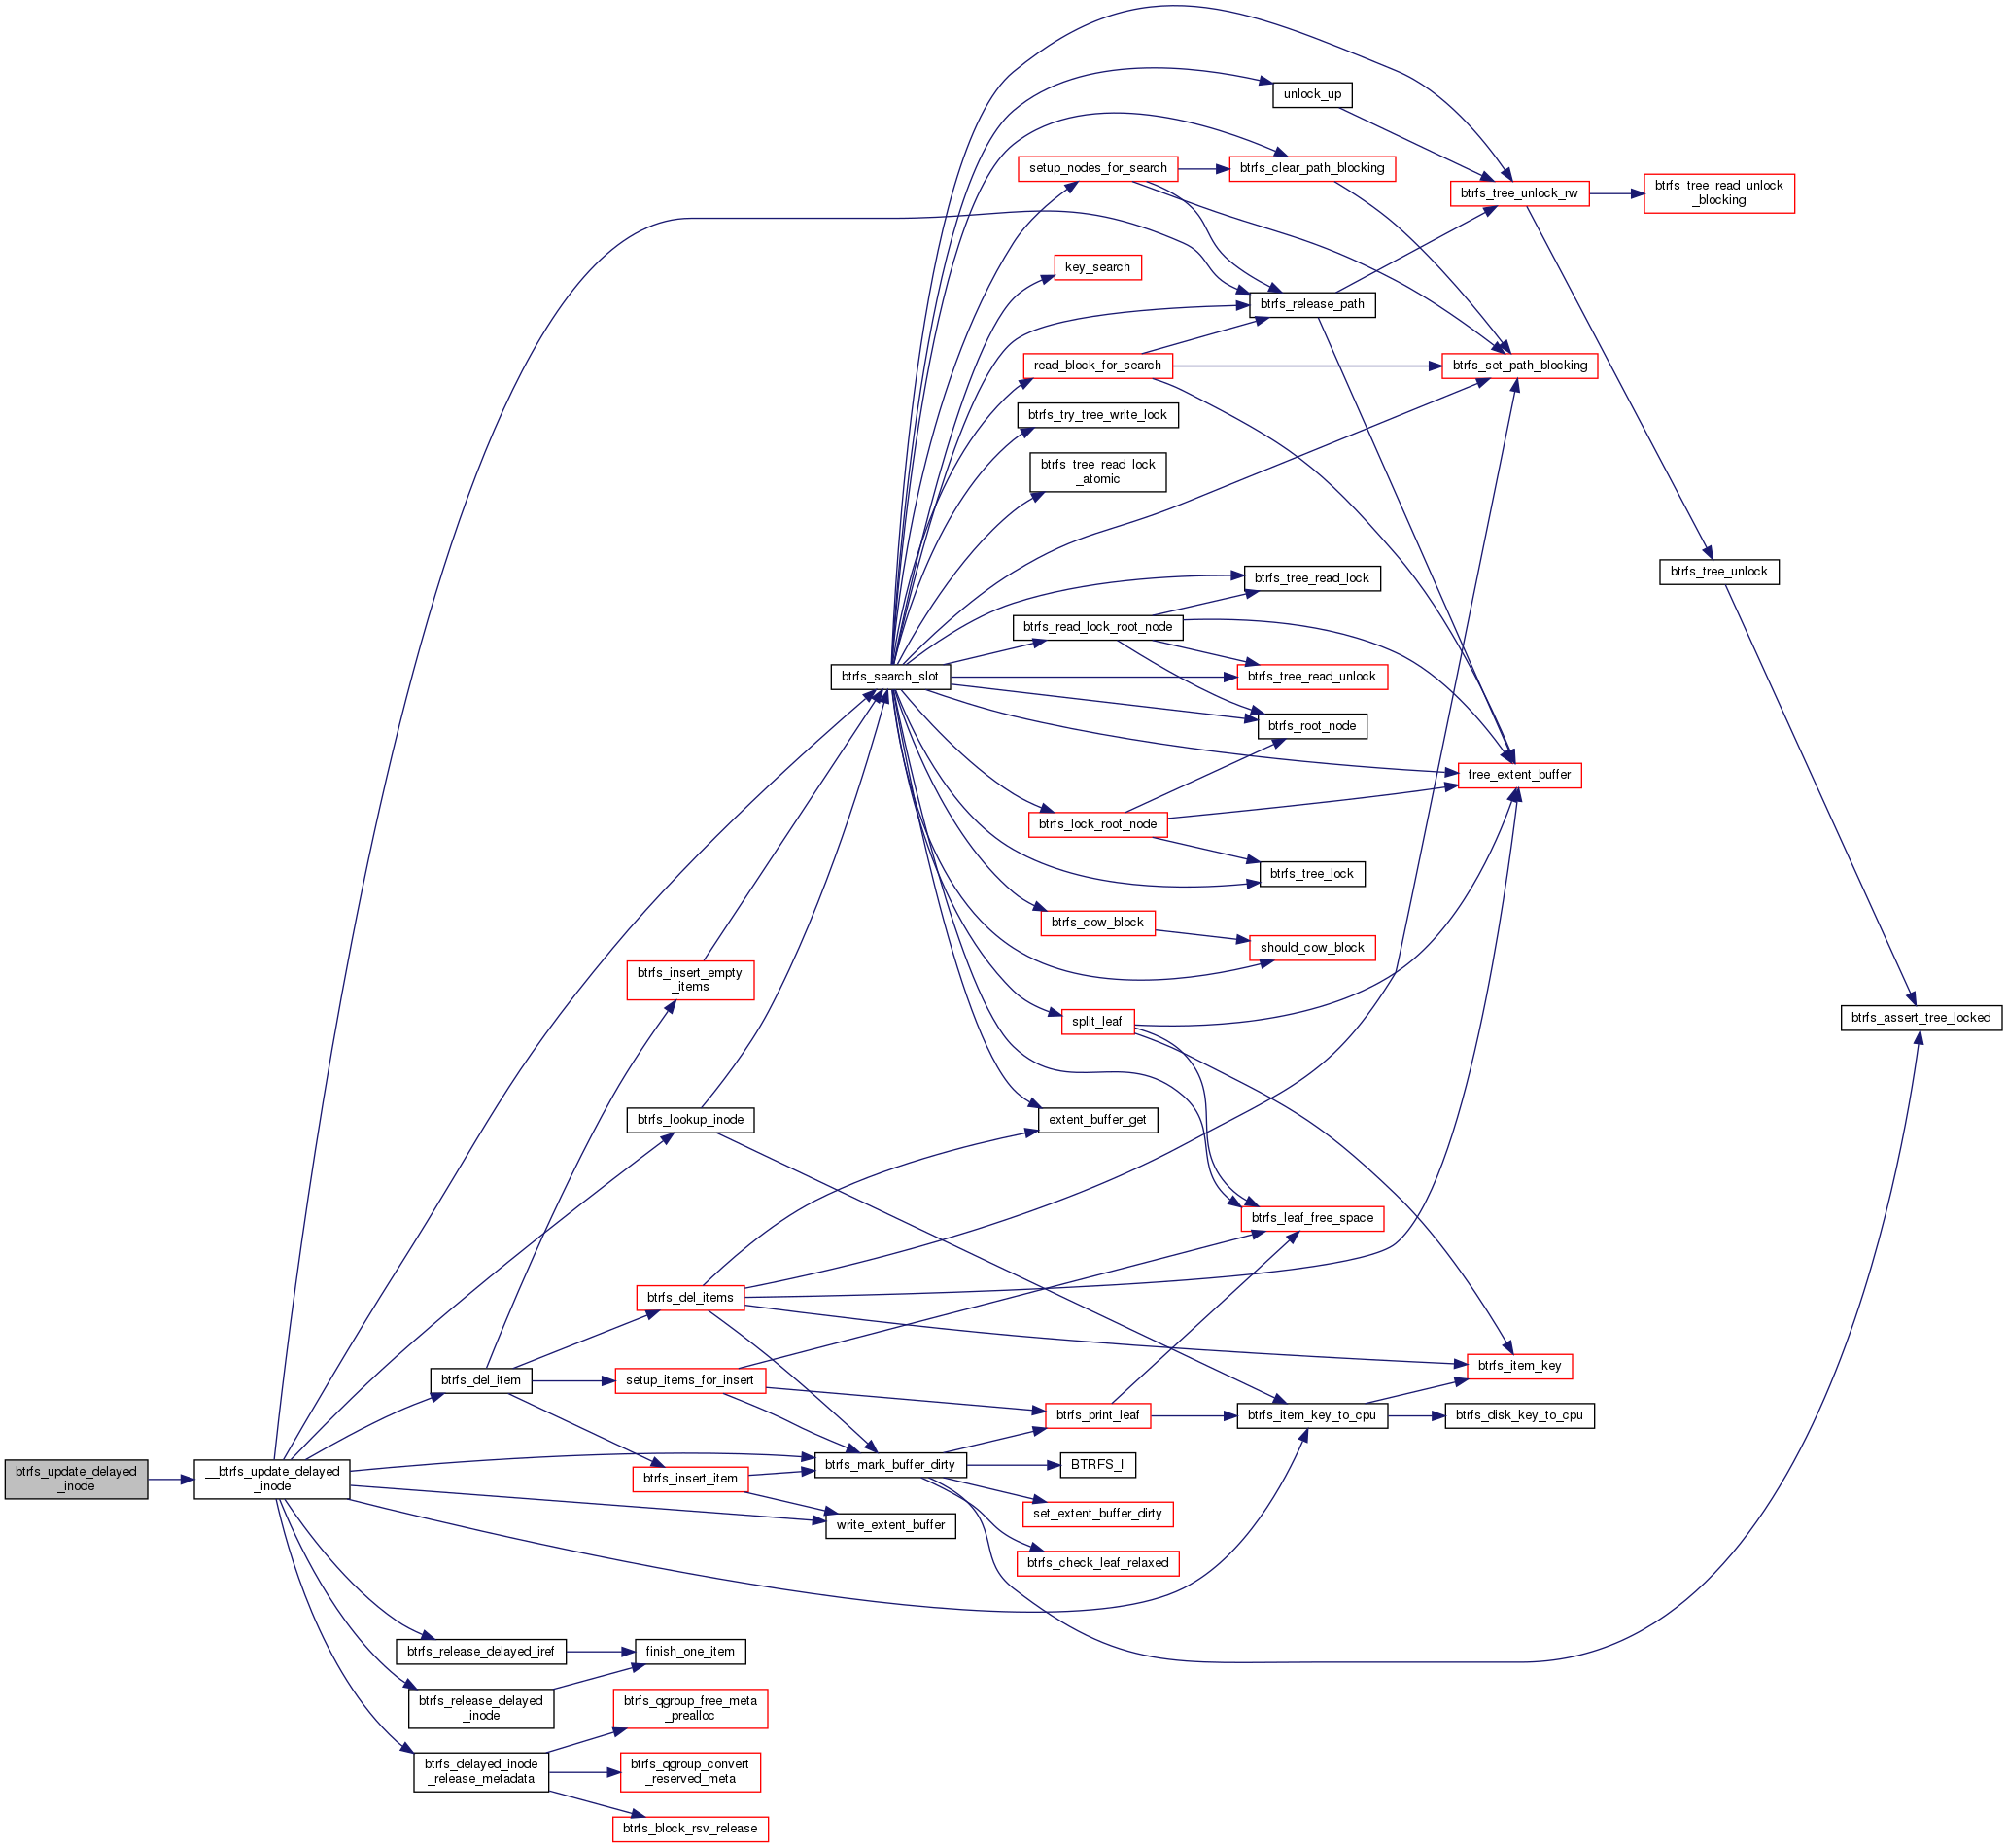 unlock_up
setup_nodes_for_search
btrfs_clear_path_blocking
btrfs_tree_unlock_rw
btrfs_tree_read_unlock
_blocking
key_search
btrfs_release_path
read_block_for_search
btrfs_set_path_blocking
btrfs_try_tree_write_lock
btrfs_tree_read_lock
_atomic
btrfs_tree_read_lock
btrfs_tree_unlock
btrfs_read_lock_root_node
btrfs_search_slot
btrfs_tree_read_unlock
btrfs_root_node
free_extent_buffer
btrfs_lock_root_node
btrfs_tree_lock
btrfs_cow_block
should_cow_block
btrfs_insert_empty
_items
split_leaf
btrfs_assert_tree_locked
btrfs_lookup_inode
extent_buffer_get
btrfs_leaf_free_space
btrfs_del_items
btrfs_del_item
setup_items_for_insert
btrfs_item_key
btrfs_print_leaf
btrfs_item_key_to_cpu
btrfs_disk_key_to_cpu
btrfs_update_delayed
_inode
__btrfs_update_delayed
_inode
btrfs_insert_item
btrfs_mark_buffer_dirty
BTRFS_I
write_extent_buffer
set_extent_buffer_dirty
btrfs_check_leaf_relaxed
btrfs_release_delayed_iref
finish_one_item
btrfs_release_delayed
_inode
btrfs_qgroup_free_meta
_prealloc
btrfs_delayed_inode
_release_metadata
btrfs_qgroup_convert
_reserved_meta
btrfs_block_rsv_release